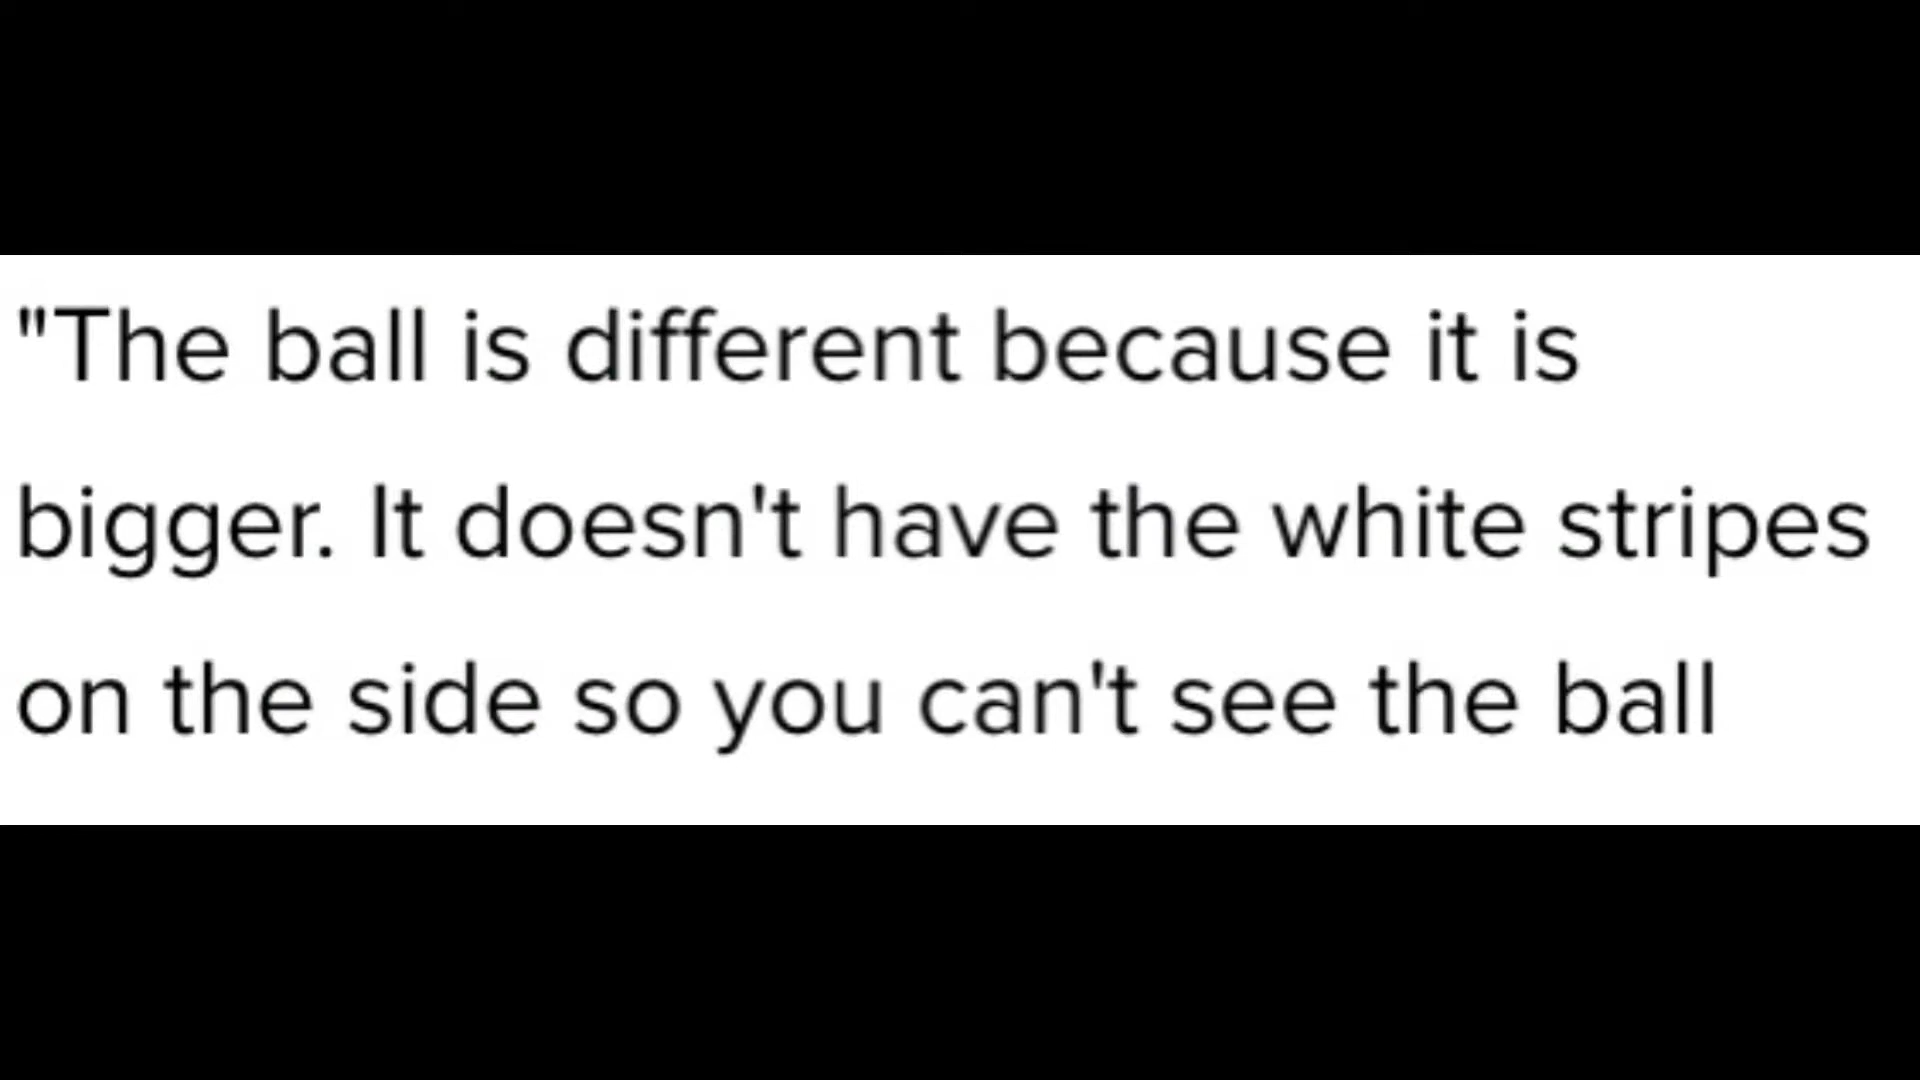 "The ball is different because it is
bigger. It doesn't have the white stripes
on the side so you can't see the ball